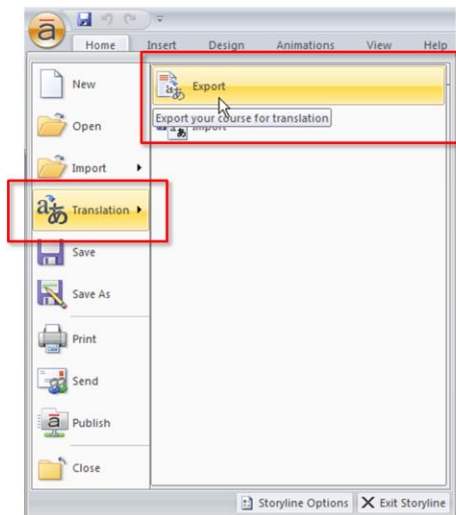 Home Insert Design Animations View Help
New
Open
Import
Translation
Save
Save As
Print
Send
Publish
Close
Export
Export your course for translation
Import
Storyline Options Exit Storyline